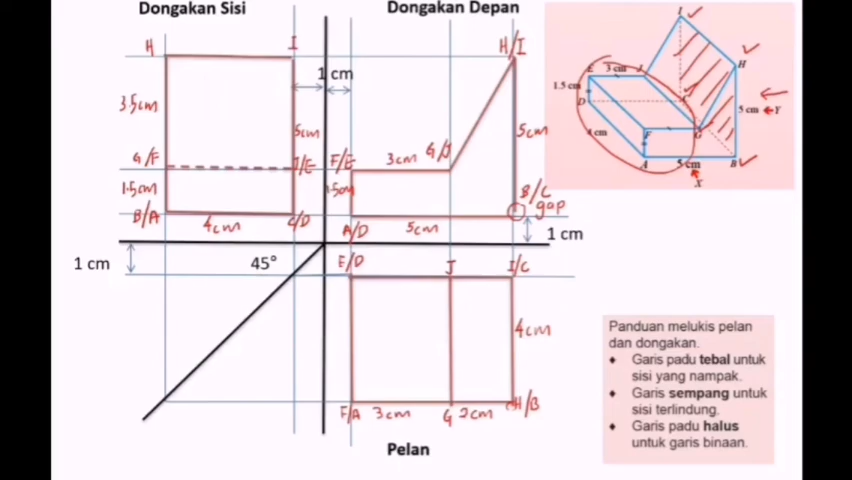 Dongakan Sisi
Dongakan Depan
H
I
H/I
1 cm
3.5cm
5cm
5cm
G/F
J/E
F/E
3cm
G/J
1.5cm
1.5cm
B/C
B/A
4cm
C/D
A/D
5cm
gap
1 cm
1 cm
45°
E/D
J
I/C
4cm
F/A
3cm
G
2cm
H/B
Pelan
I
E
3 cm
J
H
1.5 cm
D
C
5 cm
Y
4 cm
F
G
A
5 cm
B
X
Panduan melukis pelan
dan dongakan.
♦ Garis padu tebal untuk
sisi yang nampak.
♦ Garis sempang untuk
sisi terlindung.
♦ Garis padu halus
untuk garis binaan.